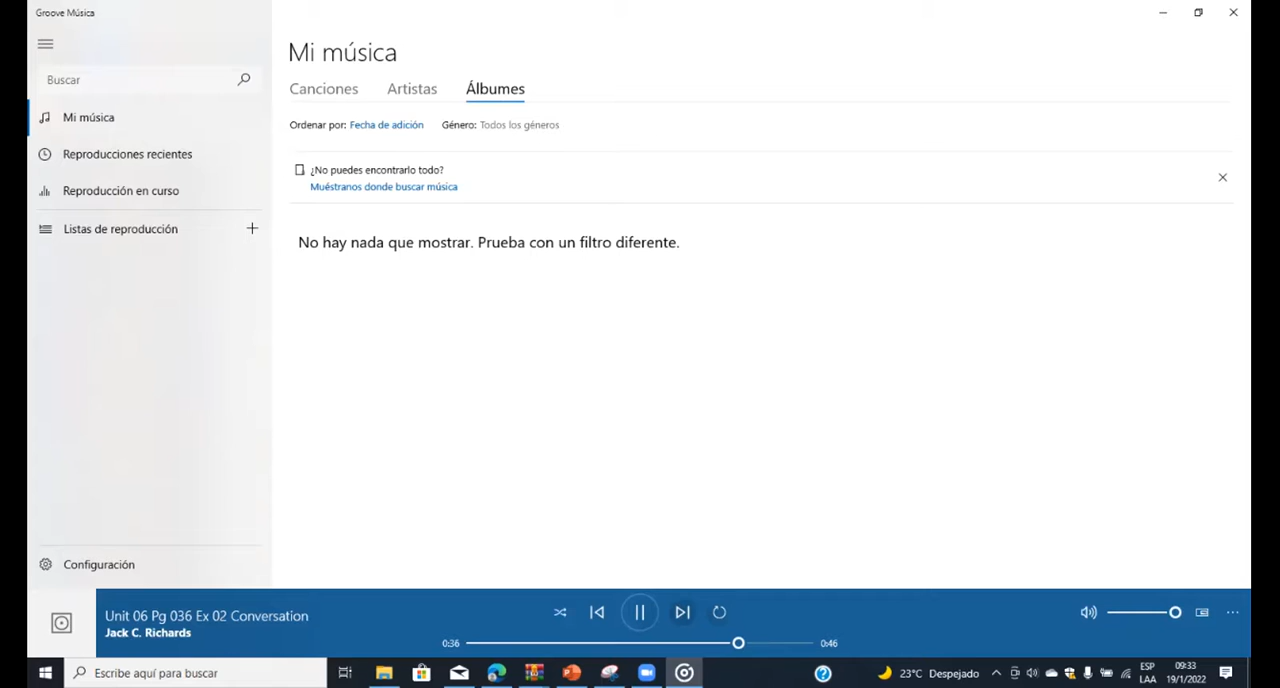 Groove Música
Buscar
Mi música
Reproducciones recientes
Reproducción en curso
Listas de reproducción
Configuración
Mi música
Canciones Artistas Álbumes
Ordenar por: Fecha de adición Género: Todos los géneros
¿No puedes encontrarlo todo?
Muéstranos donde buscar música
No hay nada que mostrar. Prueba con un filtro diferente.
Unit 06 Pg 036 Ex 02 Conversation
Jack C. Richards
0:36 0:46
Escribe aquí para buscar
23°C Despejado
ESP
LAA
09:33
19/1/2022